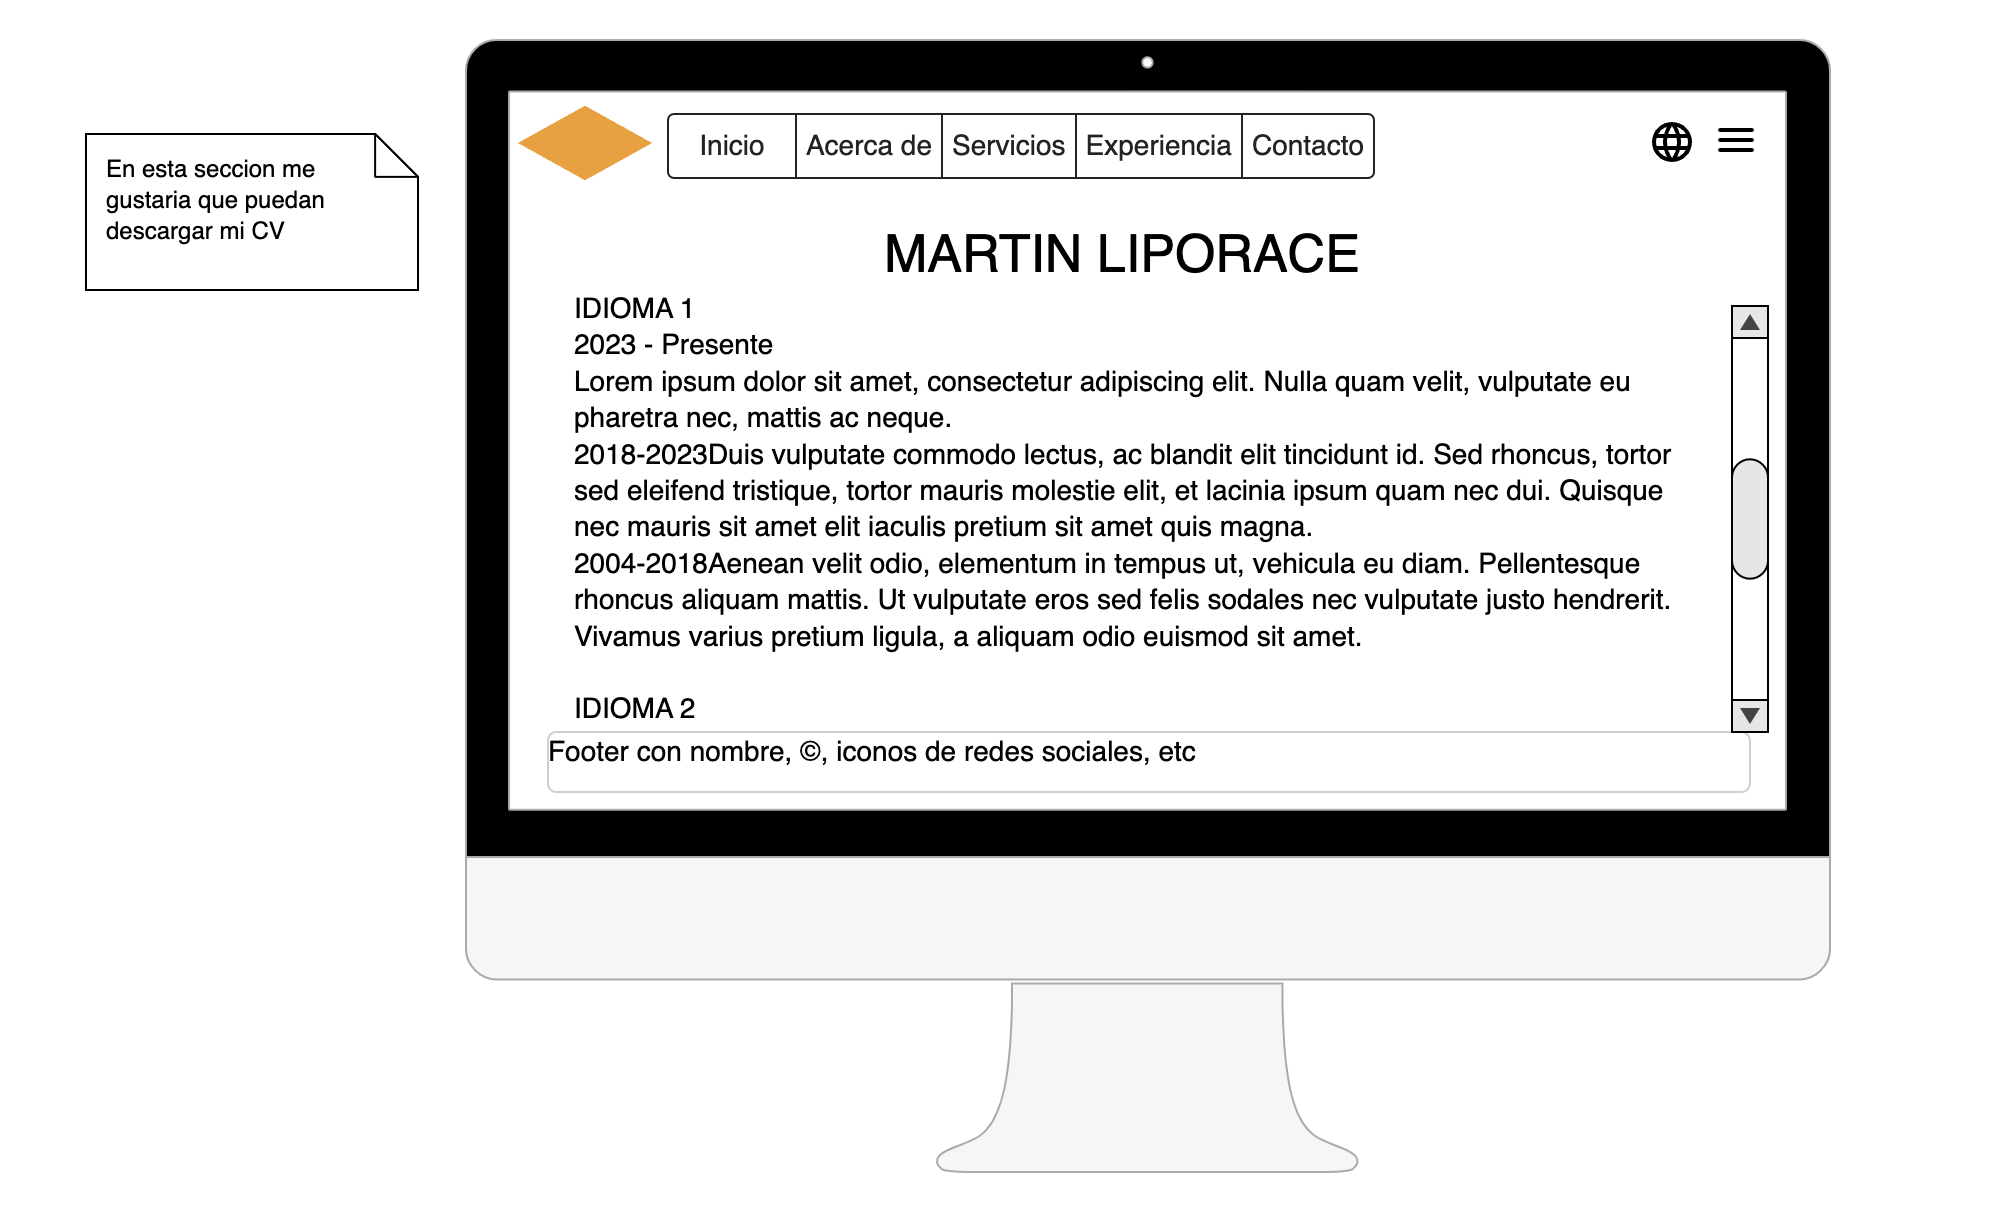 En esta seccion me
gustaria que puedan
descargar mi CV
Inicio Acerca de Servicios Experiencia Contacto
MARTIN LIPORACE
IDIOMA 1
2023 - Presente
Lorem ipsum dolor sit amet, consectetur adipiscing elit. Nulla quam velit, vulputate eu
pharetra nec, mattis ac neque.
2018-2023Duis vulputate commodo lectus, ac blandit elit tincidunt id. Sed rhoncus, tortor
sed eleifend tristique, tortor mauris molestie elit, et lacinia ipsum quam nec dui. Quisque
nec mauris sit amet elit iaculis pretium sit amet quis magna.
2004-2018Aenean velit odio, elementum in tempus ut, vehicula eu diam. Pellentesque
rhoncus aliquam mattis. Ut vulputate eros sed felis sodales nec vulputate justo hendrerit.
Vivamus varius pretium ligula, a aliquam odio euismod sit amet.
IDIOMA 2
Footer con nombre, ©, iconos de redes sociales, etc